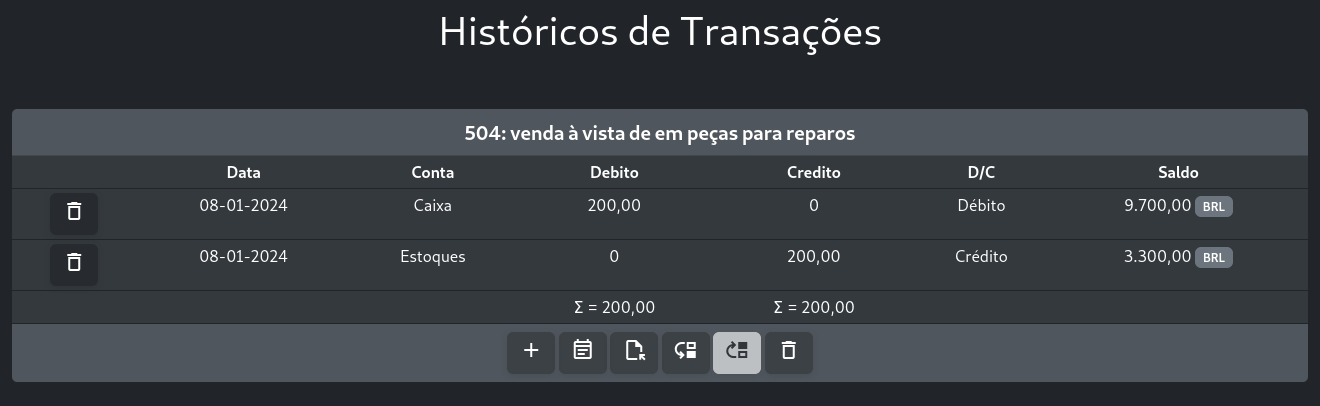 Históricos de Transações
504: venda à vista de em peças para reparos
Data Conta Debito Credito D/C Saldo
08-01-2024 Caixa 200,00 0 Débito 9.700,00 BRL
08-01-2024 Estoques 0 200,00 Crédito 3.300,00 BRL
Σ = 200,00 Σ = 200,00